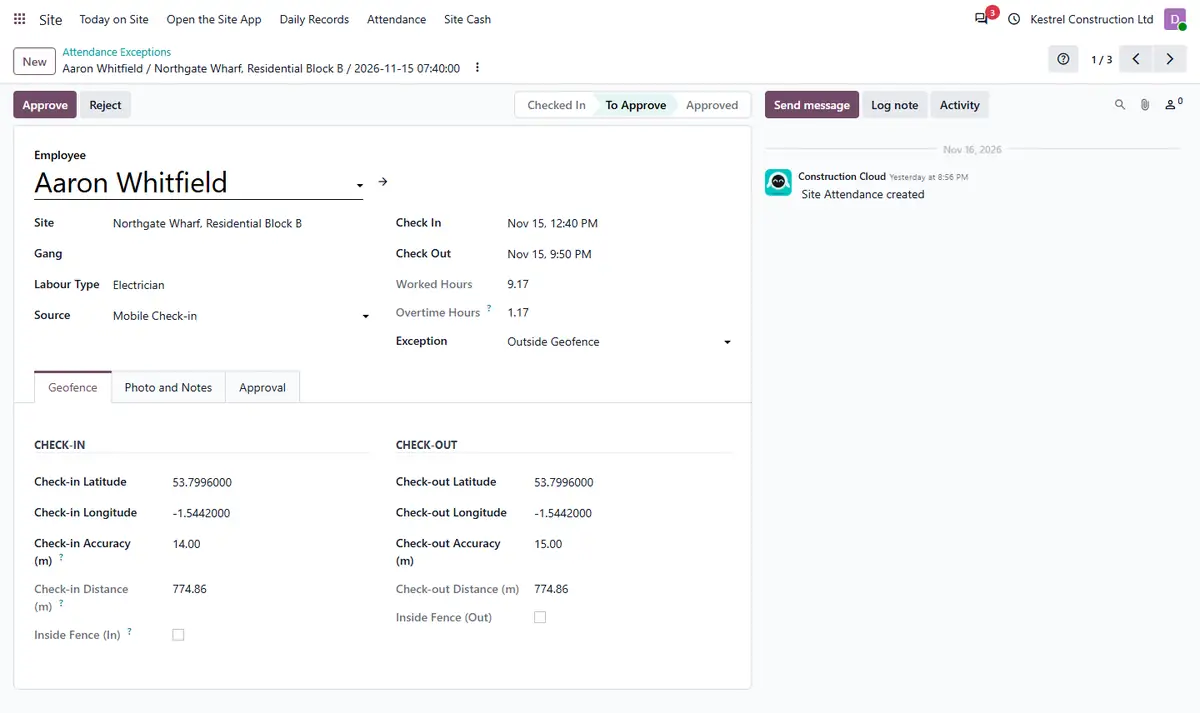 Site Today on Site Open the Site App Daily Records Attendance Site Cash 3 Kestrel Construction Ltd D
New Attendance Exceptions
Aaron Whitfield / Northgate Wharf, Residential Block B / 2026-11-15 07:40:00 1 / 3
Approve Reject Checked In To Approve Approved Send message Log note Activity 0
Employee
Aaron Whitfield
Site Northgate Wharf, Residential Block B
Gang
Labour Type Electrician
Source Mobile Check-in
Check In Nov 15, 12:40 PM
Check Out Nov 15, 9:50 PM
Worked Hours 9.17
Overtime Hours ? 1.17
Exception Outside Geofence
Geofence Photo and Notes Approval
CHECK-IN
Check-in Latitude 53.7996000
Check-in Longitude -1.5442000
Check-in Accuracy (m) ? 14.00
Check-in Distance (m) ? 774.86
Inside Fence (In) ?
CHECK-OUT
Check-out Latitude 53.7996000
Check-out Longitude -1.5442000
Check-out Accuracy (m) 15.00
Check-out Distance (m) 774.86
Inside Fence (Out)
Nov 16, 2026
Construction Cloud Yesterday at 8:56 PM
Site Attendance created